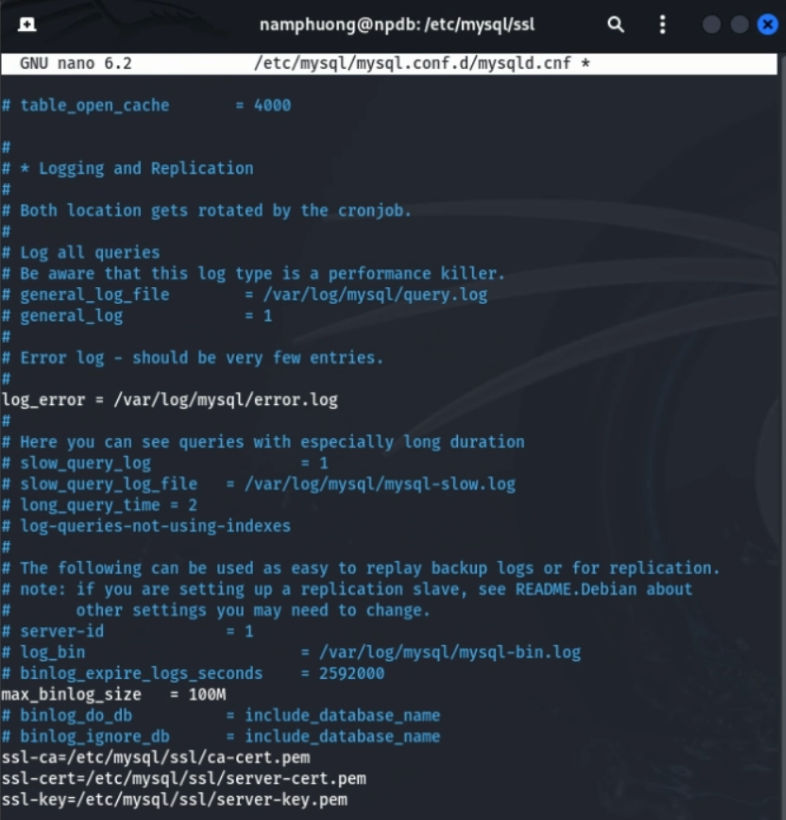 namphuong@npdb: /etc/mysql/ssl
GNU nano 6.2 /etc/mysql/mysql.conf.d/mysqld.cnf *
# table_open_cache = 4000
#
# * Logging and Replication
#
# Both location gets rotated by the cronjob.
#
# Log all queries
# Be aware that this log type is a performance killer.
# general_log_file = /var/log/mysql/query.log
# general_log = 1
#
# Error log - should be very few entries.
#
log_error = /var/log/mysql/error.log
#
# Here you can see queries with especially long duration
# slow_query_log = 1
# slow_query_log_file = /var/log/mysql/mysql-slow.log
# long_query_time = 2
# log-queries-not-using-indexes
#
# The following can be used as easy to replay backup logs or for replication.
# note: if you are setting up a replication slave, see README.Debian about
# other settings you may need to change.
# server-id = 1
# log_bin = /var/log/mysql/mysql-bin.log
# binlog_expire_logs_seconds = 2592000
max_binlog_size = 100M
# binlog_do_db = include_database_name
# binlog_ignore_db = include_database_name
ssl-ca=/etc/mysql/ssl/ca-cert.pem
ssl-cert=/etc/mysql/ssl/server-cert.pem
ssl-key=/etc/mysql/ssl/server-key.pem